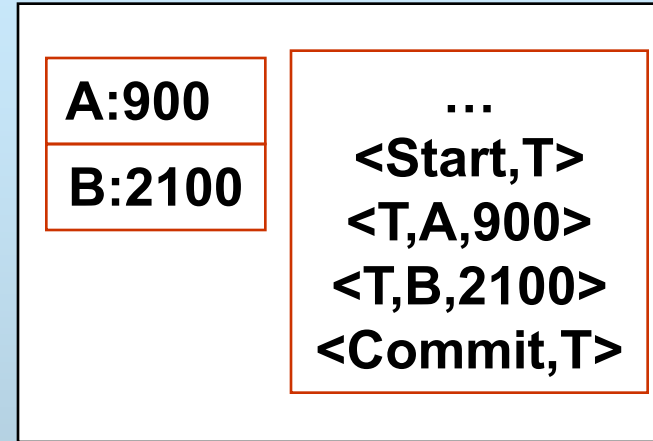 A:900
B:2100
…
<Start,T>
<T,A,900>
<T,B,2100>
<Commit,T>